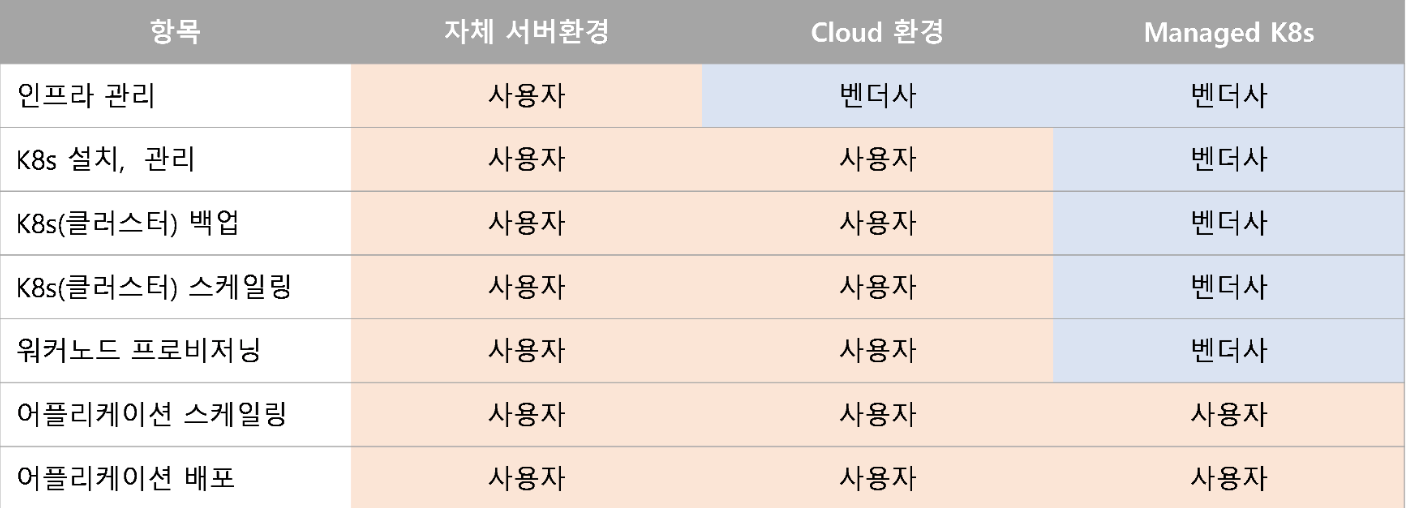 항목 자체 서버환경 Cloud 환경 Managed K8s
인프라 관리 사용자 벤더사 벤더사
K8s 설치, 관리 사용자 사용자 벤더사
K8s(클러스터) 백업 사용자 사용자 벤더사
K8s(클러스터) 스케일링 사용자 사용자 벤더사
워커노드 프로비저닝 사용자 사용자 벤더사
어플리케이션 스케일링 사용자 사용자 사용자
어플리케이션 배포 사용자 사용자 사용자